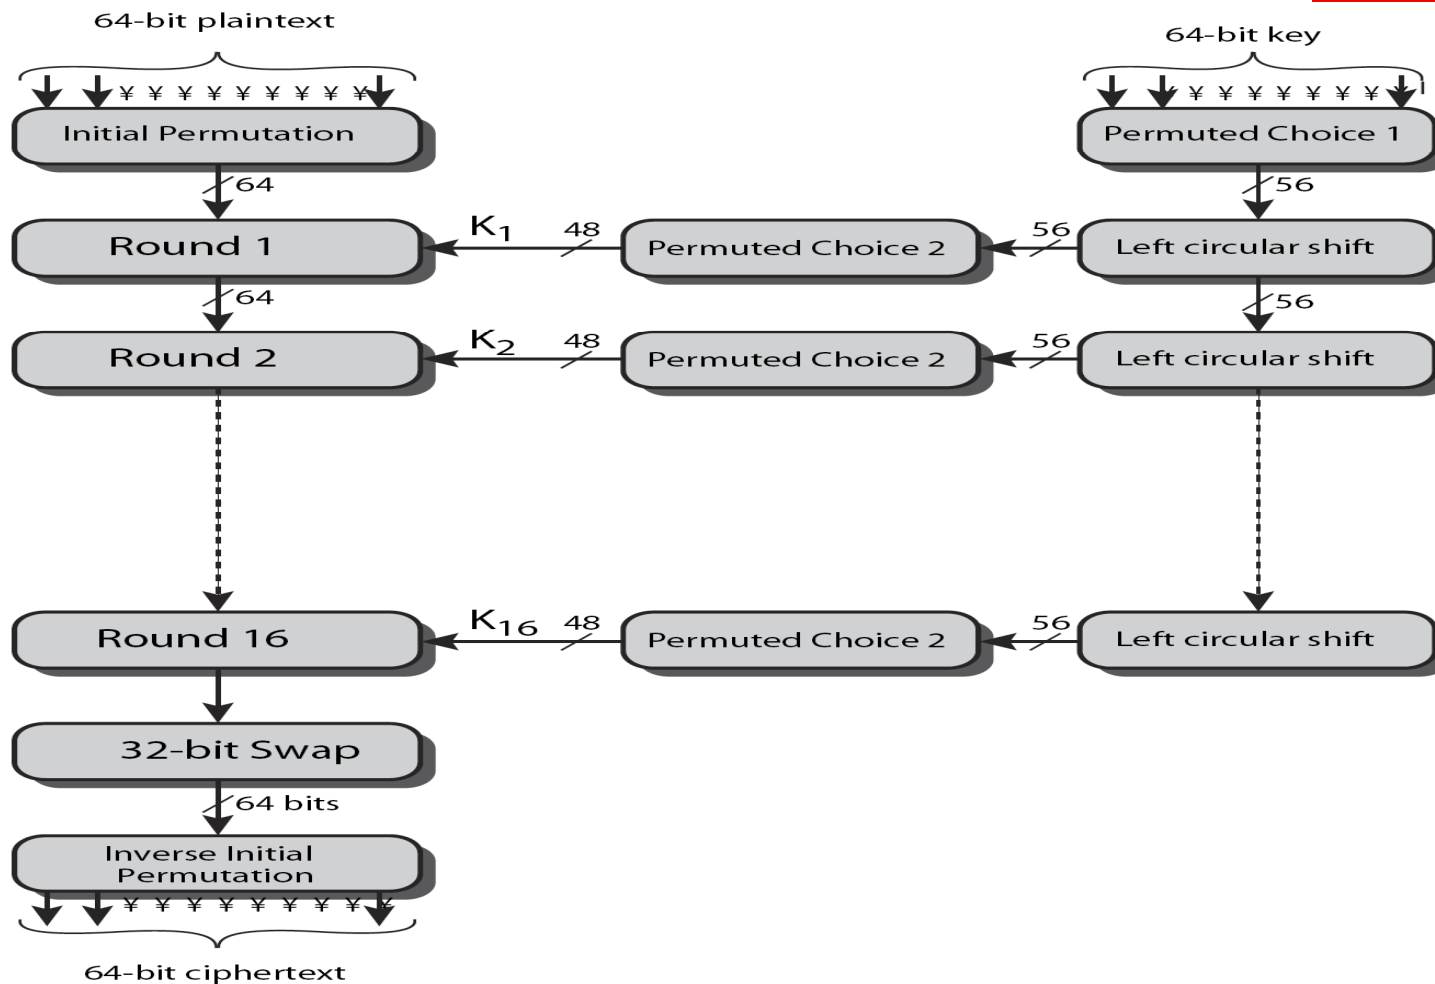 64-bit plaintext
64-bit key
¥ ¥ ¥ ¥ ¥ ¥ ¥ ¥ ¥
¥ ¥ ¥ ¥ ¥ ¥ ¥ ¥
Initial Permutation
Permuted Choice 1
64
56
Round 1
K1
48
Permuted Choice 2
56
Left circular shift
64
56
Round 2
K2
48
Permuted Choice 2
56
Left circular shift
Round 16
K16
48
Permuted Choice 2
56
Left circular shift
32-bit Swap
64 bits
Inverse Initial
Permutation
¥ ¥ ¥ ¥ ¥ ¥ ¥ ¥ ¥
64-bit ciphertext